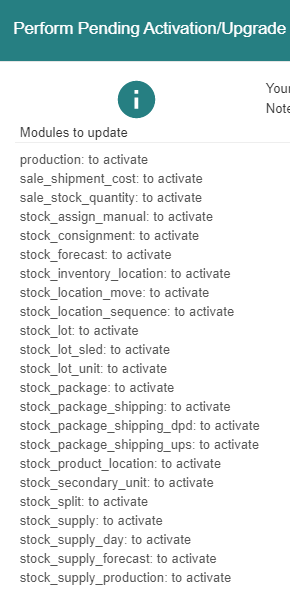 Perform Pending Activation/Upgrade
Your
Note
Modules to update
production: to activate
sale_shipment_cost: to activate
sale_stock_quantity: to activate
stock_assign_manual: to activate
stock_consignment: to activate
stock_forecast: to activate
stock_inventory_location: to activate
stock_location_move: to activate
stock_location_sequence: to activate
stock_lot: to activate
stock_lot_sled: to activate
stock_lot_unit: to activate
stock_package: to activate
stock_package_shipping: to activate
stock_package_shipping_dpd: to activate
stock_package_shipping_ups: to activate
stock_product_location: to activate
stock_secondary_unit: to activate
stock_split: to activate
stock_supply: to activate
stock_supply_day: to activate
stock_supply_forecast: to activate
stock_supply_production: to activate